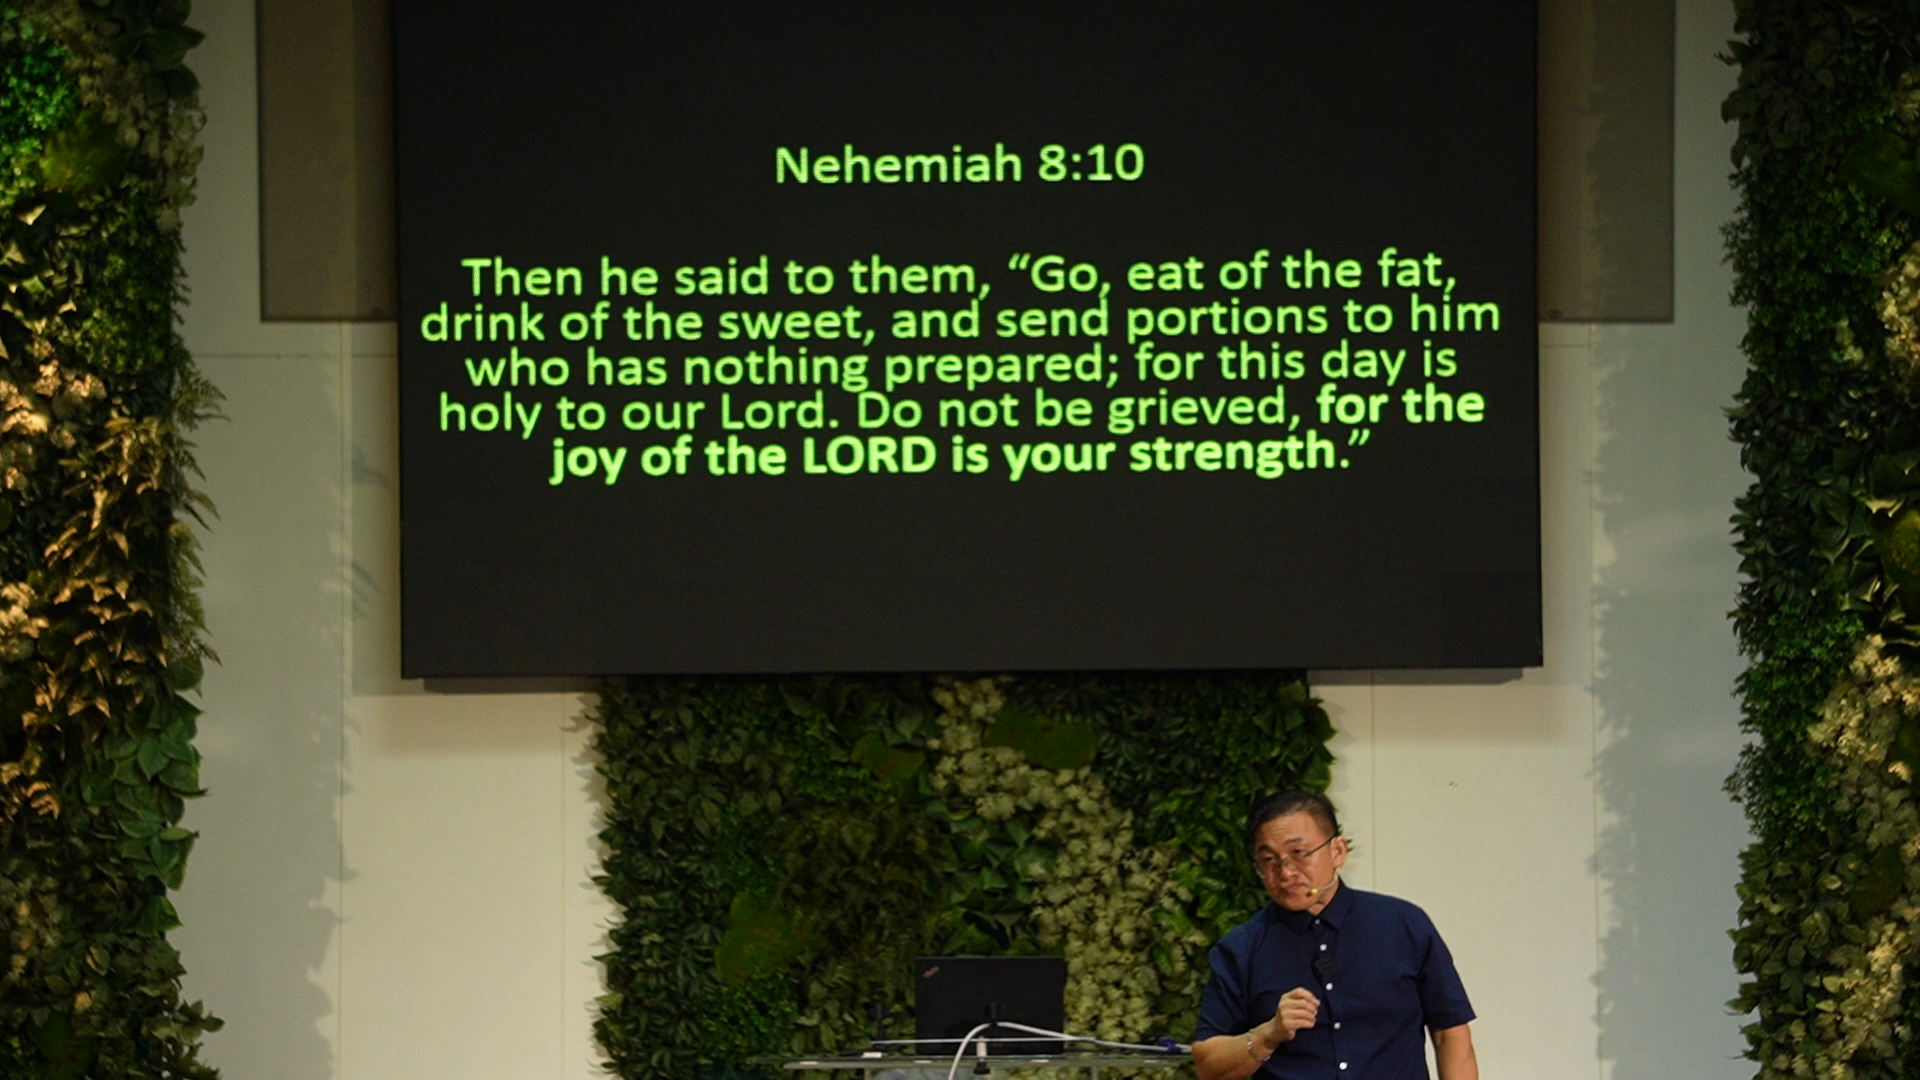 Nehemiah 8:10
Then he said to them, “Go, eat of the fat,
drink of the sweet, and send portions to him
who has nothing prepared; for this day is
holy to our Lord. Do not be grieved, for the
joy of the LORD is your strength.”